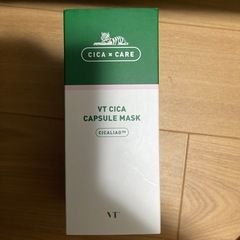 CICA × CARE
VT CICA
CAPSULE MASK
CICALIAO™
VT